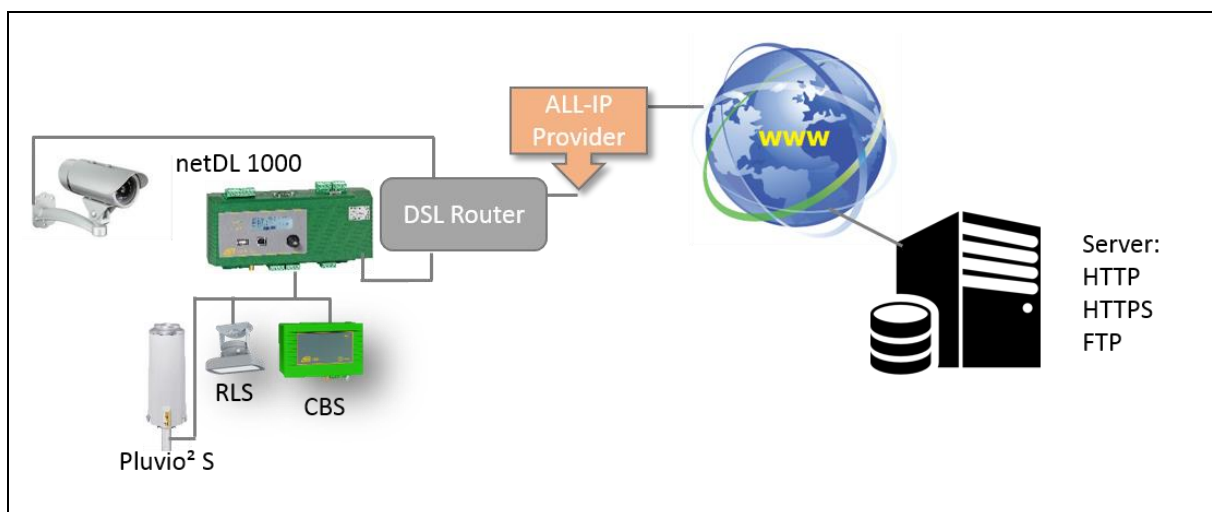 ALL-IP
Provider
www
netDL 1000
DSL Router
Server:
HTTP
HTTPS
FTP
RLS
CBS
Pluvio² S